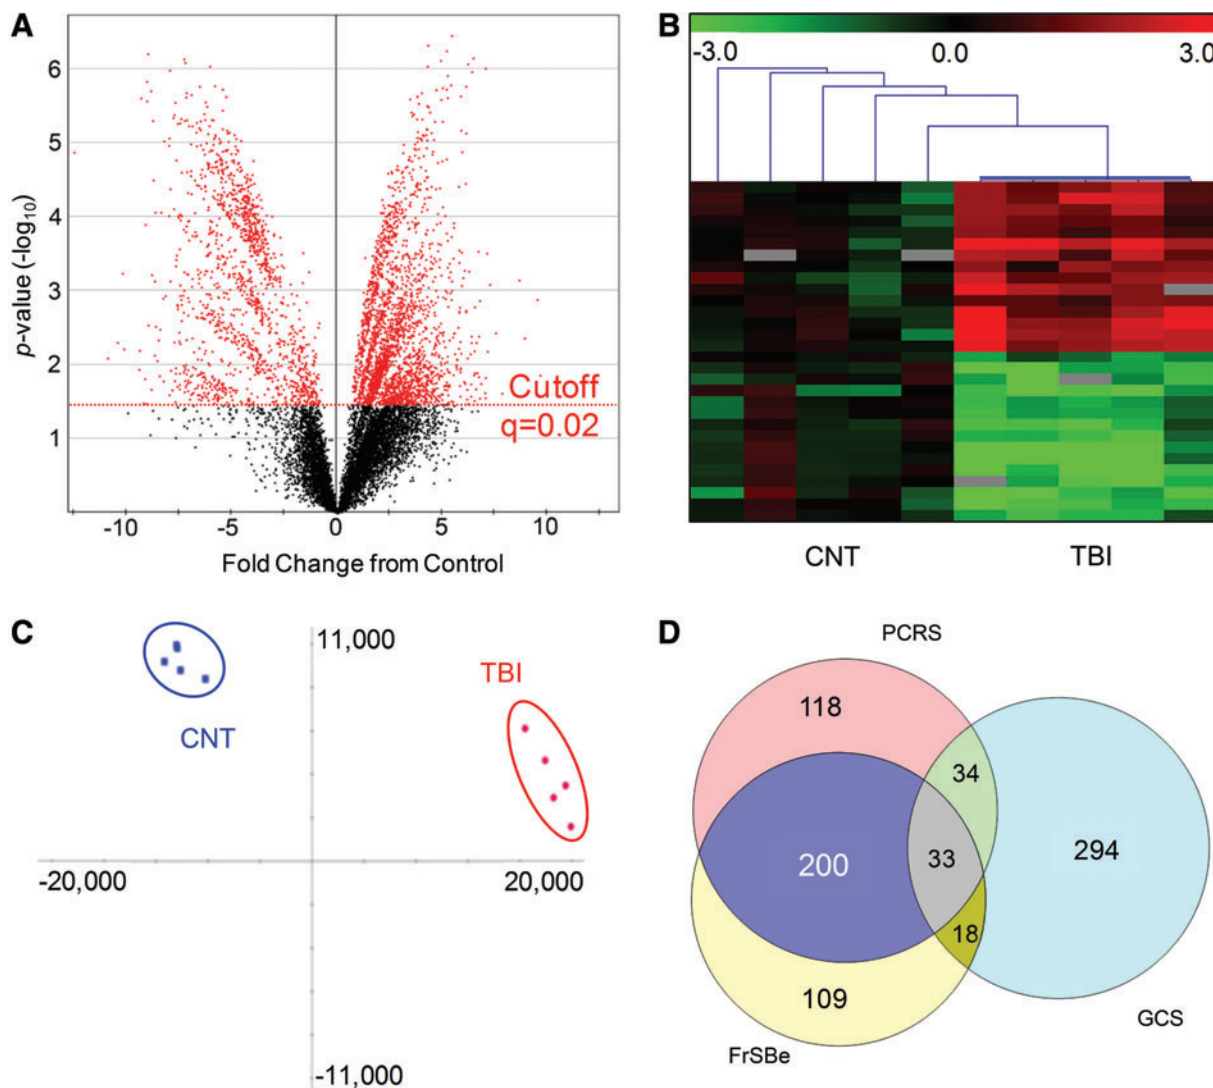 A
6
5
4
3
2
1
p-value (-log10)
Cutoff
q=0.02
-10 -5 0 5 10
Fold Change from Control
B
-3.0 0.0 3.0
CNT TBI
C
11,000
TBI
CNT
-20,000 20,000
-11,000
D
PCRS
118
34
200 33 294
18
109
GCS
FrSBe